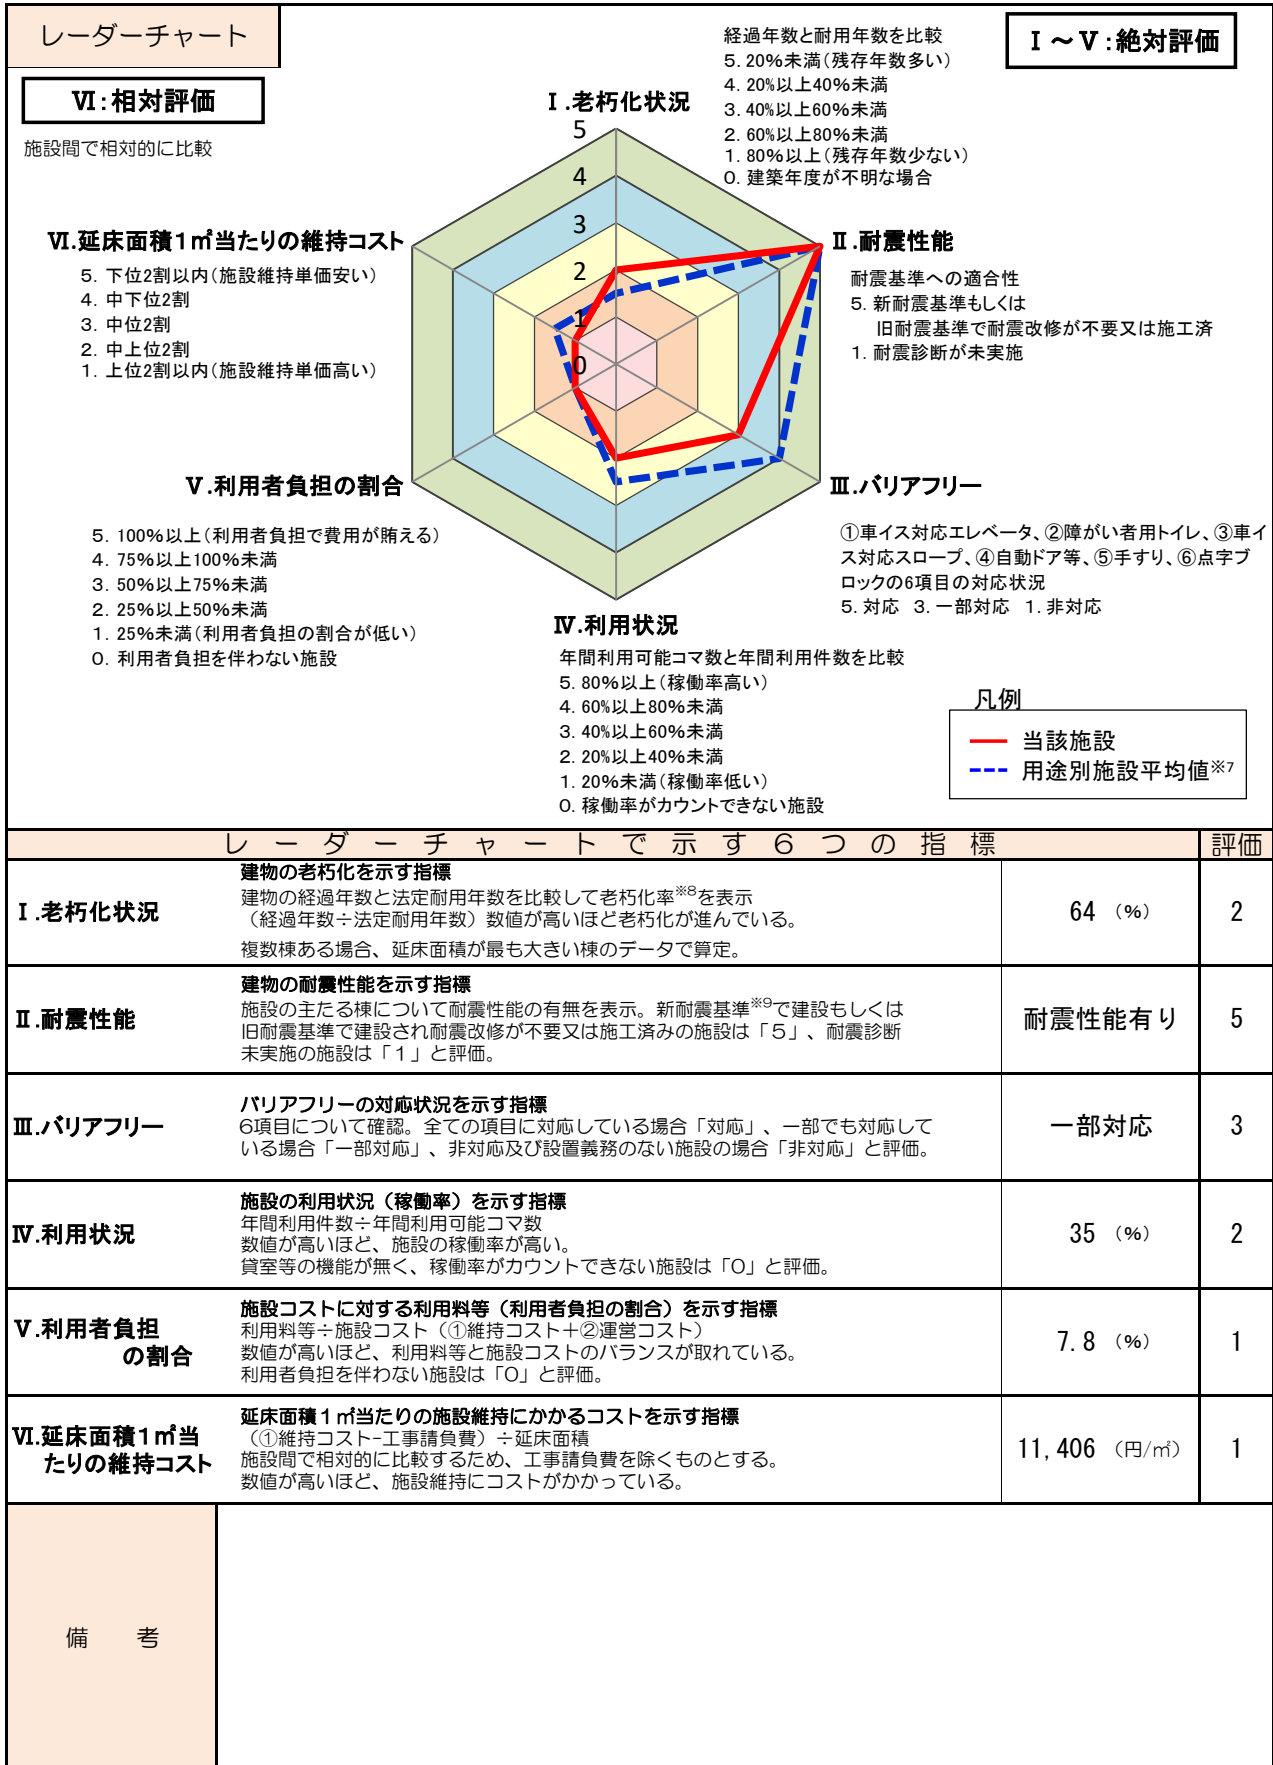 レーダーチャート
Ⅵ:相対評価
施設間で相対的に比較
Ⅰ～Ⅴ:絶対評価
経過年数と耐用年数を比較
5. 20%未満(残存年数多い)
4. 20%以上40%未満
3. 40%以上60%未満
2. 60%以上80%未満
1. 80%以上(残存年数少ない)
0. 建築年度が不明な場合
Ⅰ.老朽化状況
5
4
3
2
1
0
Ⅱ.耐震性能
耐震基準への適合性
5. 新耐震基準もしくは
旧耐震基準で耐震改修が不要又は施工済
1. 耐震診断が未実施
Ⅵ.延床面積1㎡当たりの維持コスト
5. 下位2割以内(施設維持単価安い)
4. 中下位2割
3. 中位2割
2. 中上位2割
1. 上位2割以内(施設維持単価高い)
Ⅴ.利用者負担の割合
5. 100%以上(利用者負担で費用が賄える)
4. 75%以上100%未満
3. 50%以上75%未満
2. 25%以上50%未満
1. 25%未満(利用者負担の割合が低い)
0. 利用者負担を伴わない施設
Ⅲ.バリアフリー
①車イス対応エレベータ、②障がい者用トイレ、③車イ
ス対応スロープ、④自動ドア等、⑤手すり、⑥点字ブ
ロックの6項目の対応状況
5. 対応 3. 一部対応 1. 非対応
Ⅳ.利用状況
年間利用可能コマ数と年間利用件数を比較
5. 80%以上(稼働率高い)
4. 60%以上80%未満
3. 40%以上60%未満
2. 20%以上40%未満
1. 20%未満(稼働率低い)
0. 稼働率がカウントできない施設
凡例
当該施設
用途別施設平均値※7
レーダーチャートで示す6つの指標 評価
Ⅰ.老朽化状況
建物の老朽化を示す指標
建物の経過年数と法定耐用年数を比較して老朽化率※8を表示
(経過年数÷法定耐用年数)数値が高いほど老朽化が進んでいる。
複数棟ある場合、延床面積が最も大きい棟のデータで算定。
64 (%) 2
Ⅱ.耐震性能
建物の耐震性能を示す指標
施設の主たる棟について耐震性能の有無を表示。新耐震基準※9で建設もしくは
旧耐震基準で建設され耐震改修が不要又は施工済みの施設は「5」、耐震診断
未実施の施設は「1」と評価。
耐震性能有り 5
Ⅲ.バリアフリー
バリアフリーの対応状況を示す指標
6項目について確認。全ての項目に対応している場合「対応」、一部でも対応して
いる場合「一部対応」、非対応及び設置義務のない施設の場合「非対応」と評価。
一部対応 3
Ⅳ.利用状況
施設の利用状況(稼働率)を示す指標
年間利用件数÷年間利用可能コマ数
数値が高いほど、施設の稼働率が高い。
貸室等の機能が無く、稼働率がカウントできない施設は「0」と評価。
35 (%) 2
Ⅴ.利用者負担
の割合
施設コストに対する利用料等(利用者負担の割合)を示す指標
利用料等÷施設コスト(①維持コスト+②運営コスト)
数値が高いほど、利用料等と施設コストのバランスが取れている。
利用者負担を伴わない施設は「0」と評価。
7.8 (%) 1
Ⅵ.延床面積1㎡当
たりの維持コスト
延床面積1㎡当たりの施設維持にかかるコストを示す指標
(①維持コスト-工事請負費)÷延床面積
施設間で相対的に比較するため、工事請負費を除くものとする。
数値が高いほど、施設維持にコストがかかっている。
11,406 (円/㎡) 1
備 考